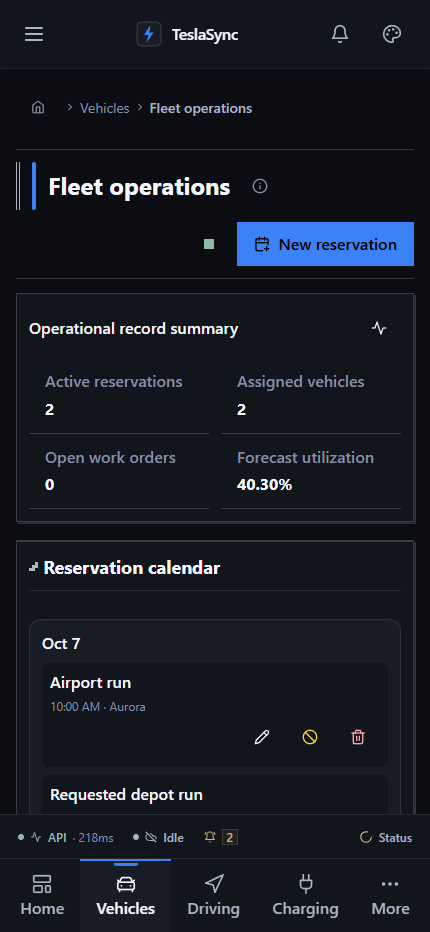 TeslaSync
Vehicles Fleet operations
Fleet operations
New reservation
Operational record summary
Active reservations
2
Assigned vehicles
2
Open work orders
0
Forecast utilization
40.30%
Reservation calendar
Oct 7
Airport run
10:00 AM · Aurora
Requested depot run
API · 218ms Idle 2 Status
Home Vehicles Driving Charging More